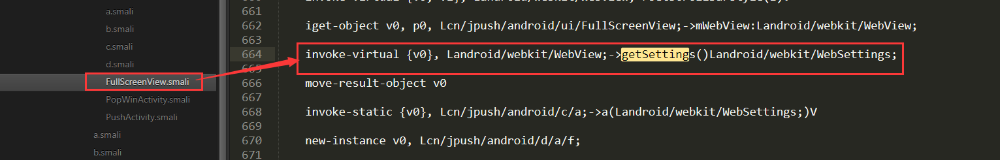 a.smali
b.smali
c.smali
d.smali
FullScreenView.smali
PopWinActivity.smali
PushActivity.smali
a.smali
b.smali
661
662 iget-object v0, p0, Lcn/jpush/android/ui/FullScreenView;->mWebView:Landroid/webkit/WebView;
663
664 invoke-virtual {v0}, Landroid/webkit/WebView;->getSettings()Landroid/webkit/WebSettings;
665
666 move-result-object v0
667
668 invoke-static {v0}, Lcn/jpush/android/c/a;->a(Landroid/webkit/WebSettings;)V
669
670 new-instance v0, Lcn/jpush/android/d/a/f;
671